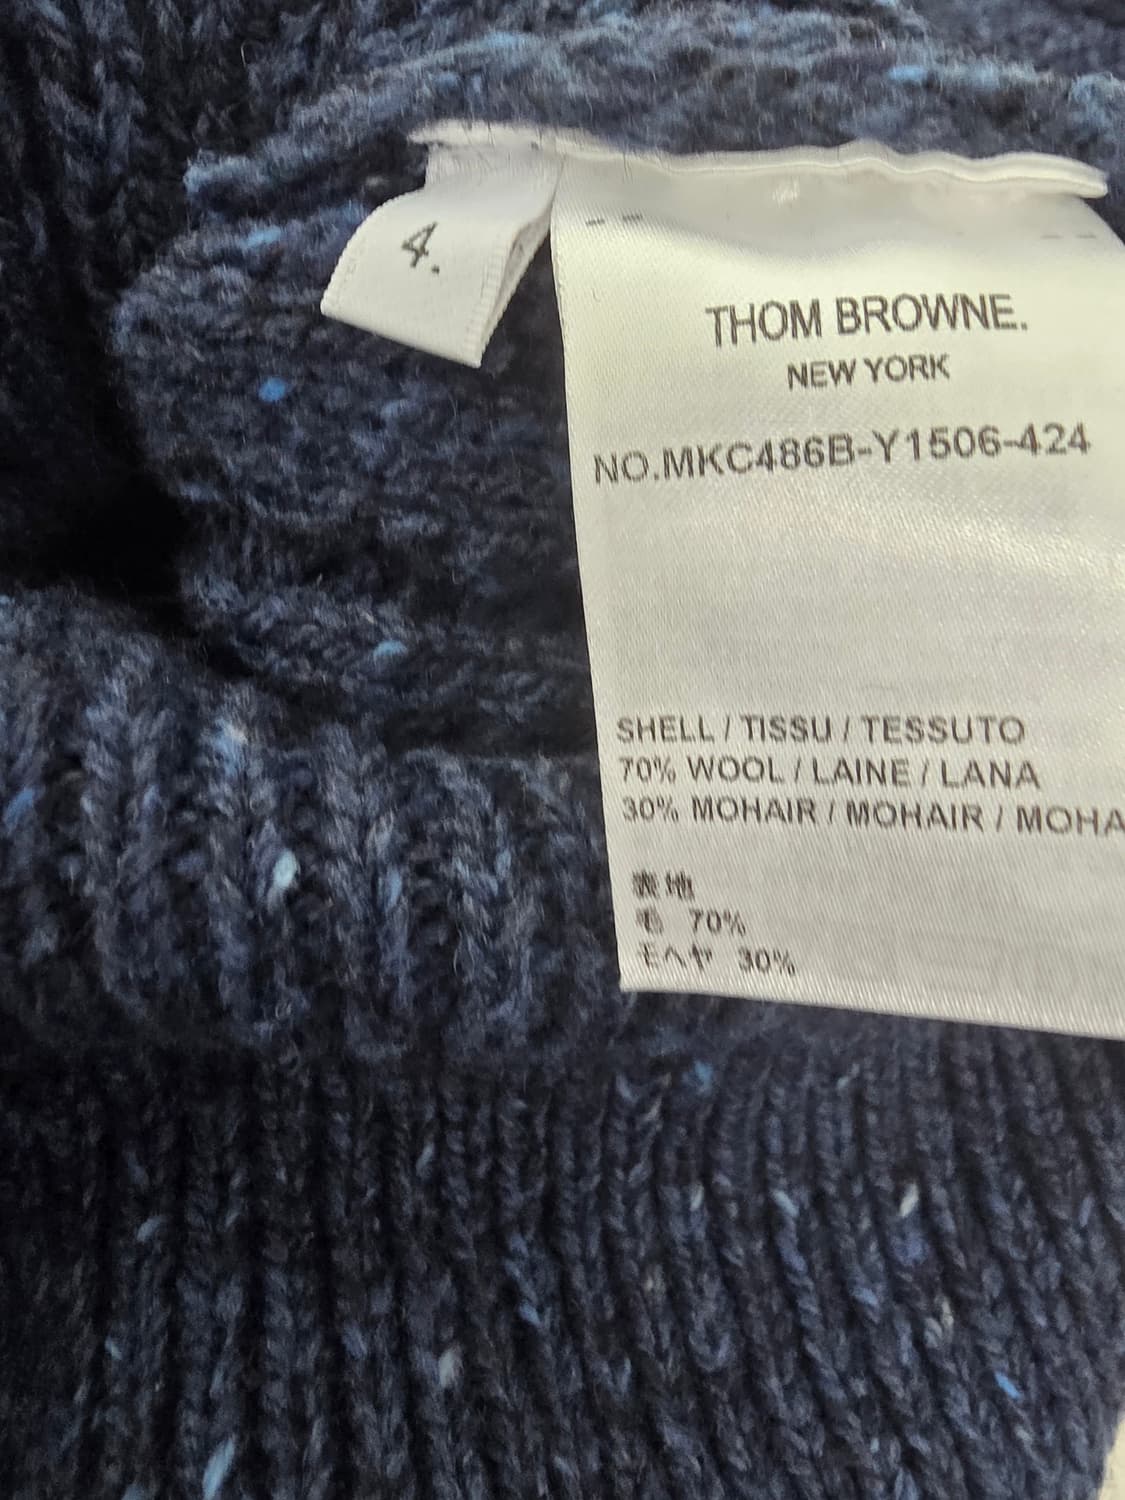 4.
THOM BROWNE.
NEW YORK
NO.MKC486B-Y1506-424
SHELL / TISSU / TESSUTO
70% WOOL / LAINE / LANA
30% MOHAIR / MOHAIR / MOHA
表地
毛 70%
モヘヤ 30%